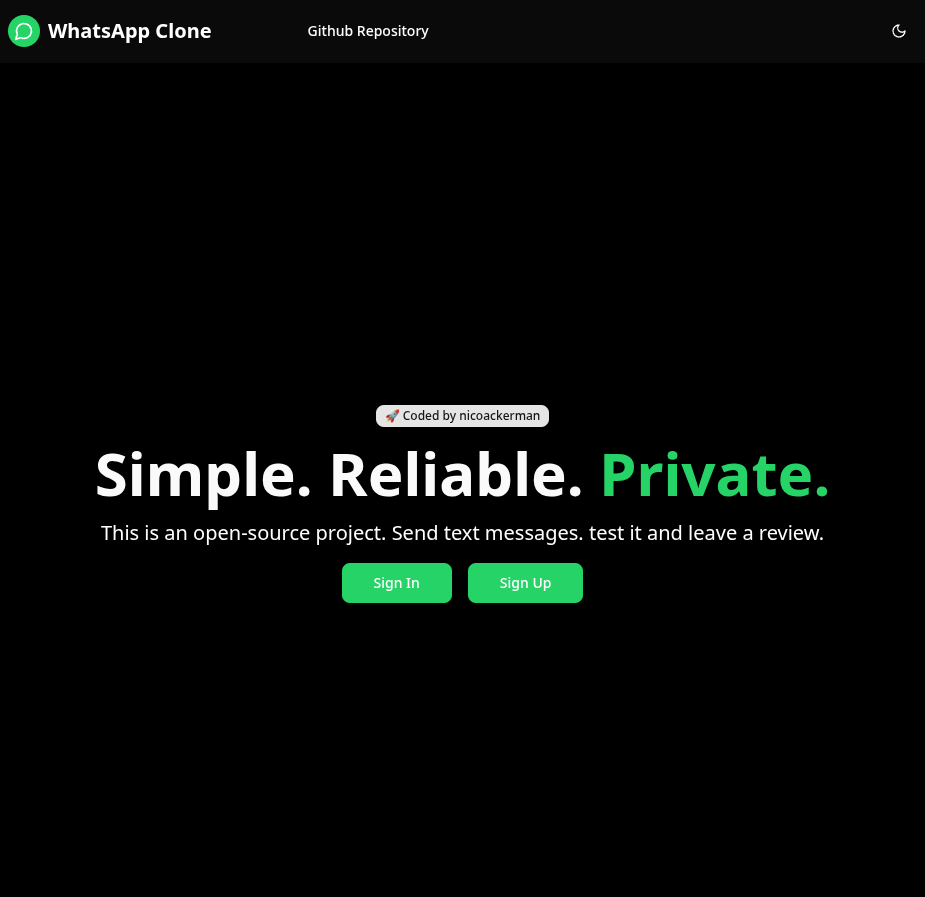 WhatsApp Clone
Github Repository
🚀 Coded by nicoackerman
Simple. Reliable. Private.
This is an open-source project. Send text messages. test it and leave a review.
Sign In
Sign Up